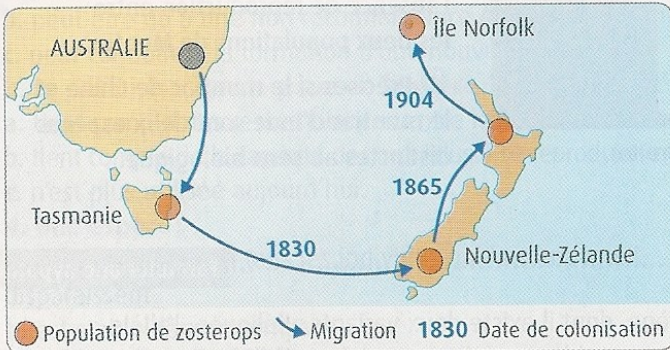 AUSTRALIE
île Norfolk
1904
1865
Tasmanie
1830
Nouvelle-Zélande
Population de zosterops Migration 1830 Date de colonisation